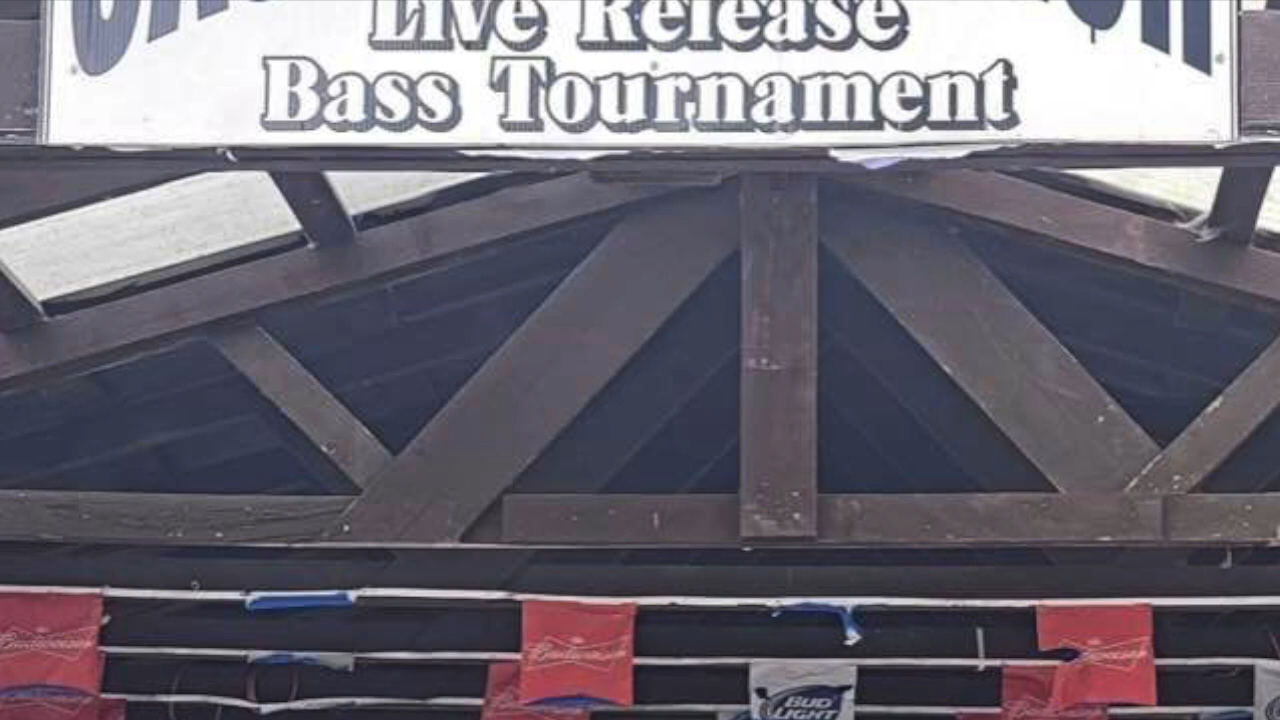 Live Release
Bass Tournament
Budweiser
Budweiser
Budweiser
BUD
LIGHT